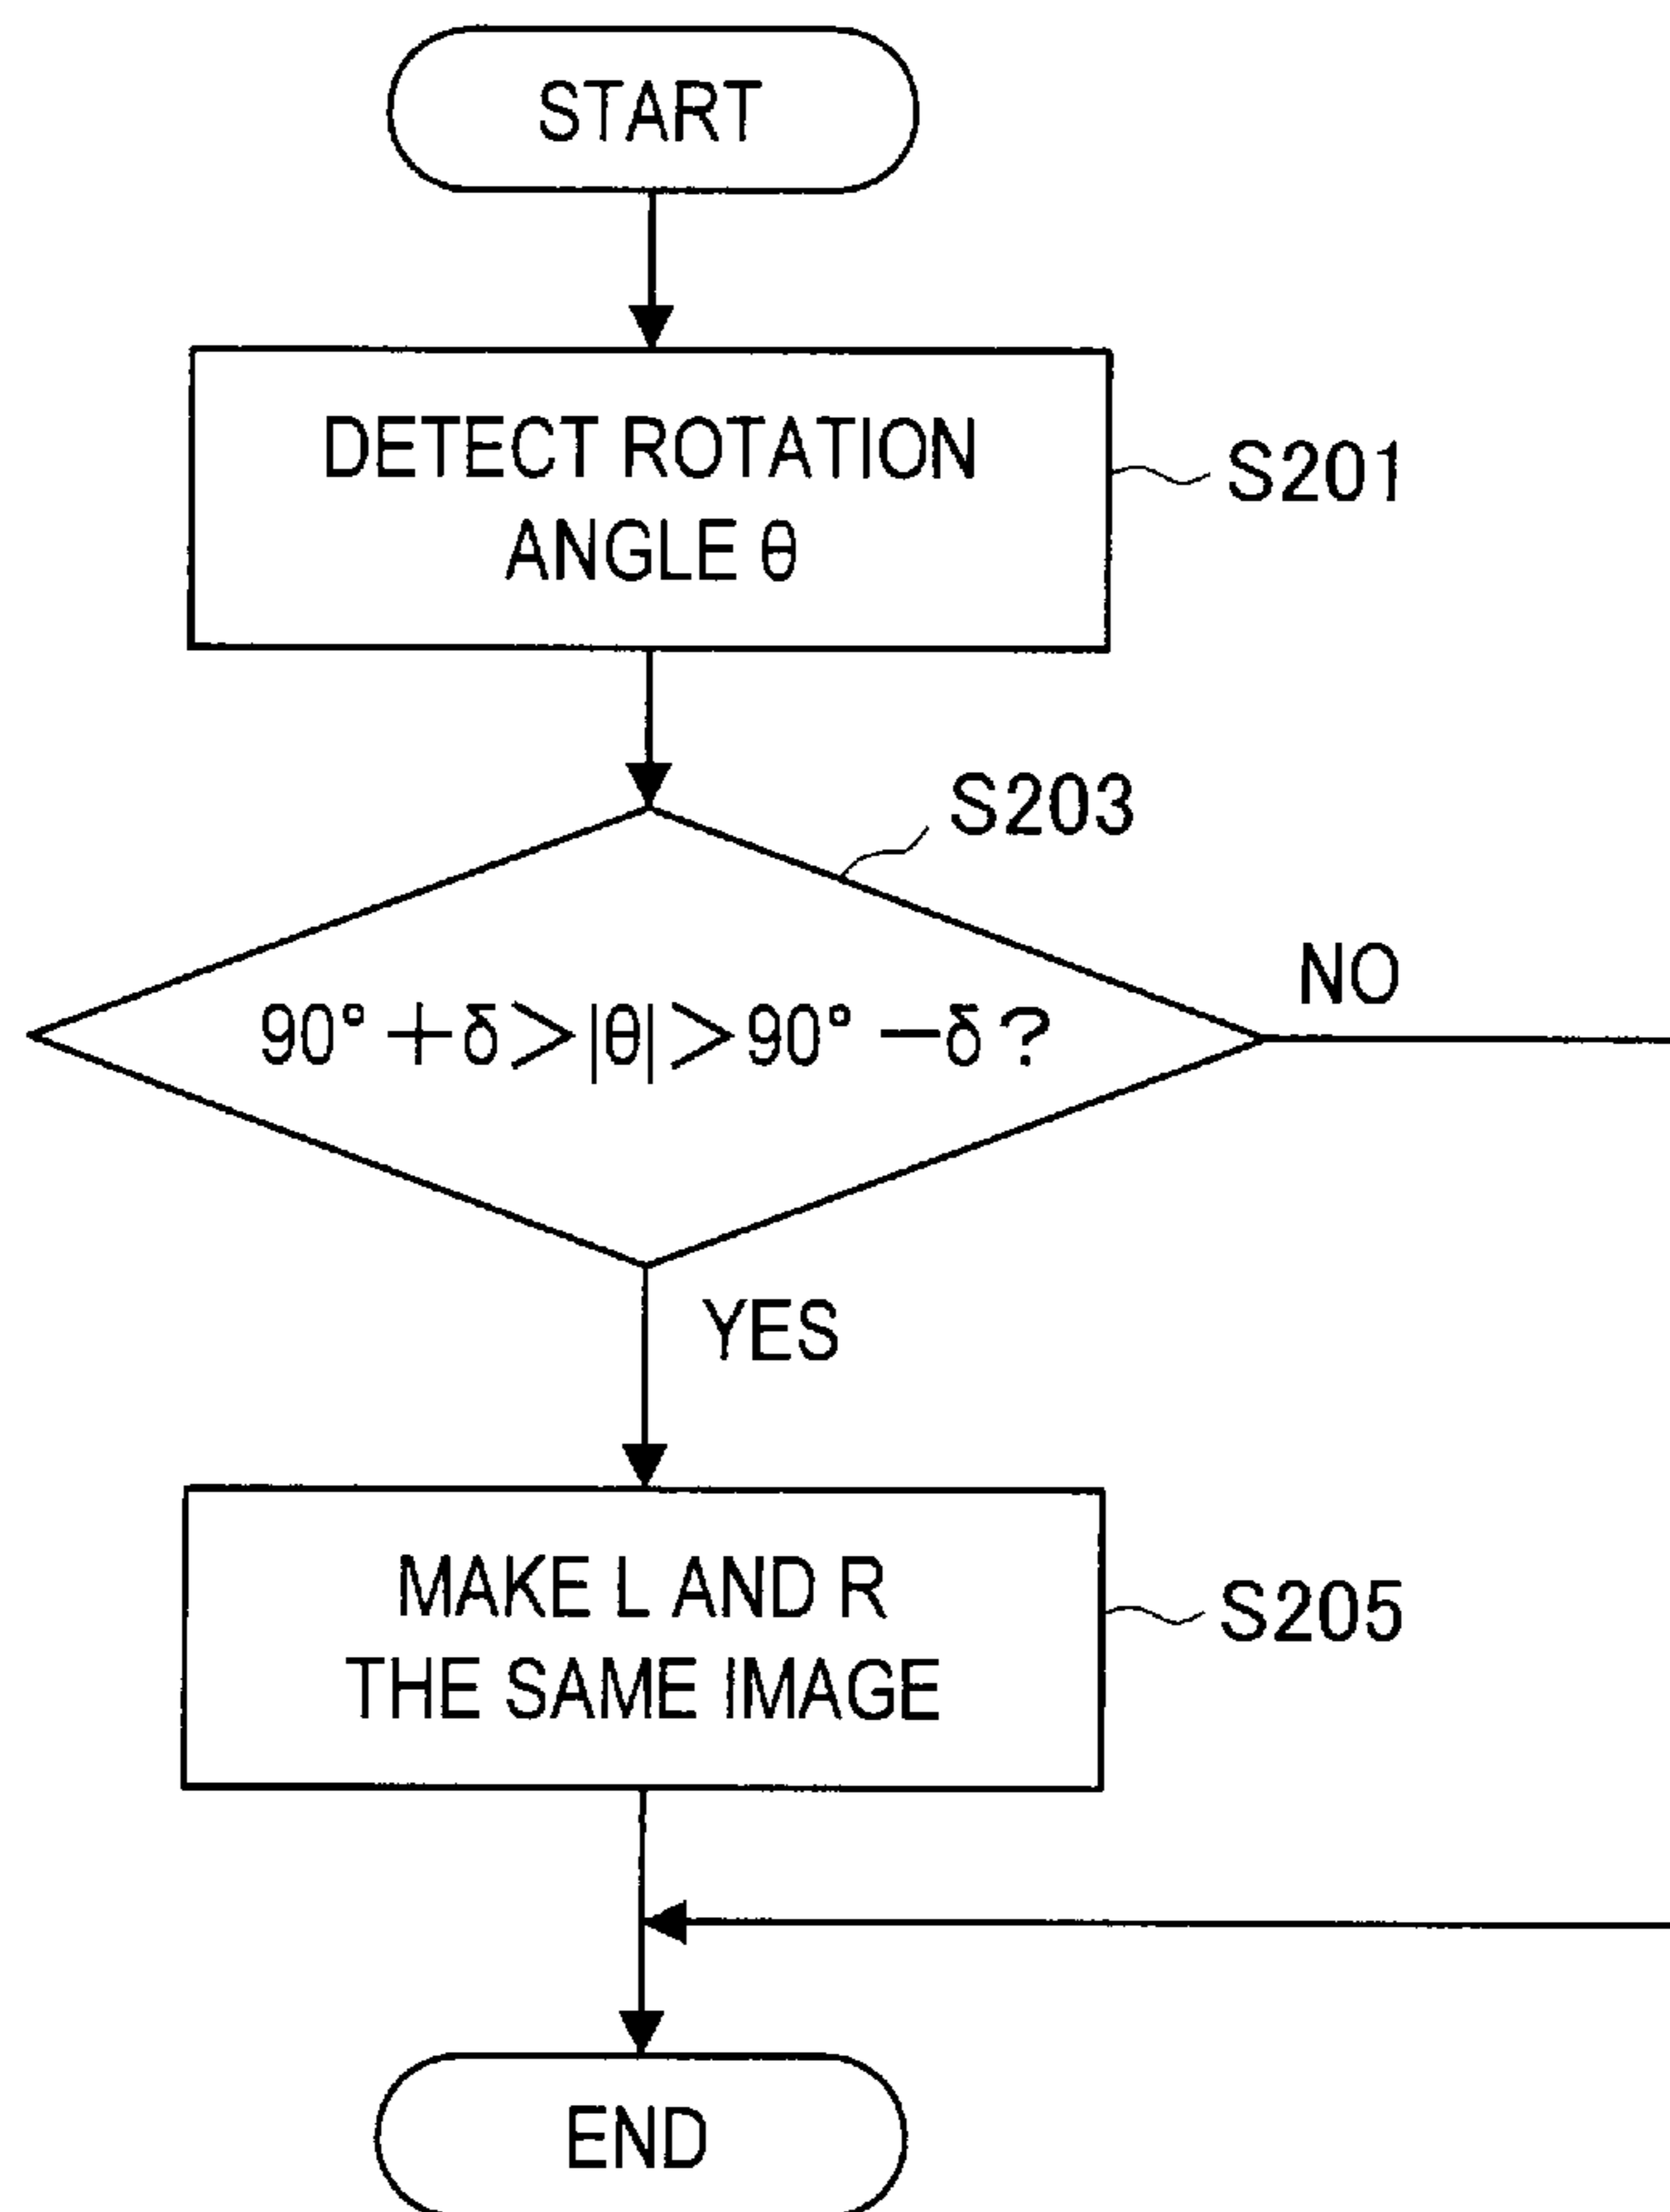 START
DETECT ROTATION
ANGLE θ
S201
S203
90°+δ>|θ|>90°-δ?
NO
YES
MAKE L AND R
THE SAME IMAGE
S205
END